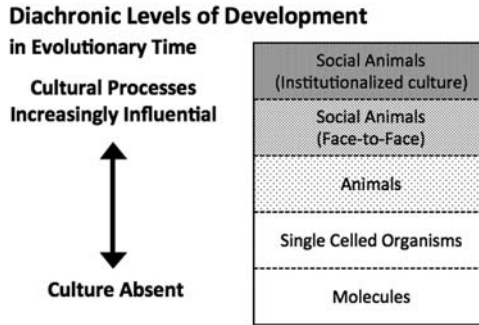 Diachronic Levels of Development
in Evolutionary Time
Cultural Processes
Increasingly Influential
Culture Absent
Social Animals
(Institutionalized culture)
Social Animals
(Face-to-Face)
Animals
Single Celled Organisms
Molecules